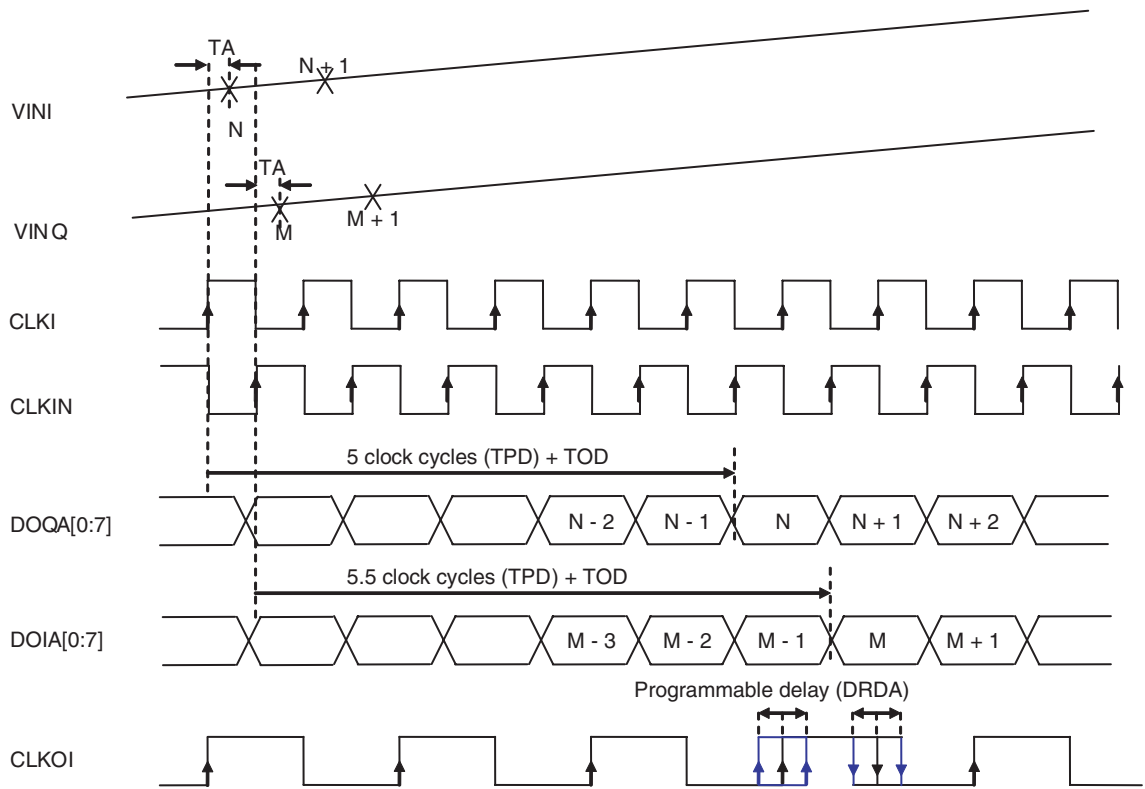 TA
N + 1
VINI
N
TA
M
M + 1
VIN Q
CLKI
CLKIN
5 clock cycles (TPD) + TOD
DOQA[0:7]
N - 2 N - 1 N N + 1 N + 2
5.5 clock cycles (TPD) + TOD
DOIA[0:7]
M - 3 M - 2 M - 1 M M + 1
Programmable delay (DRDA)
CLKOI